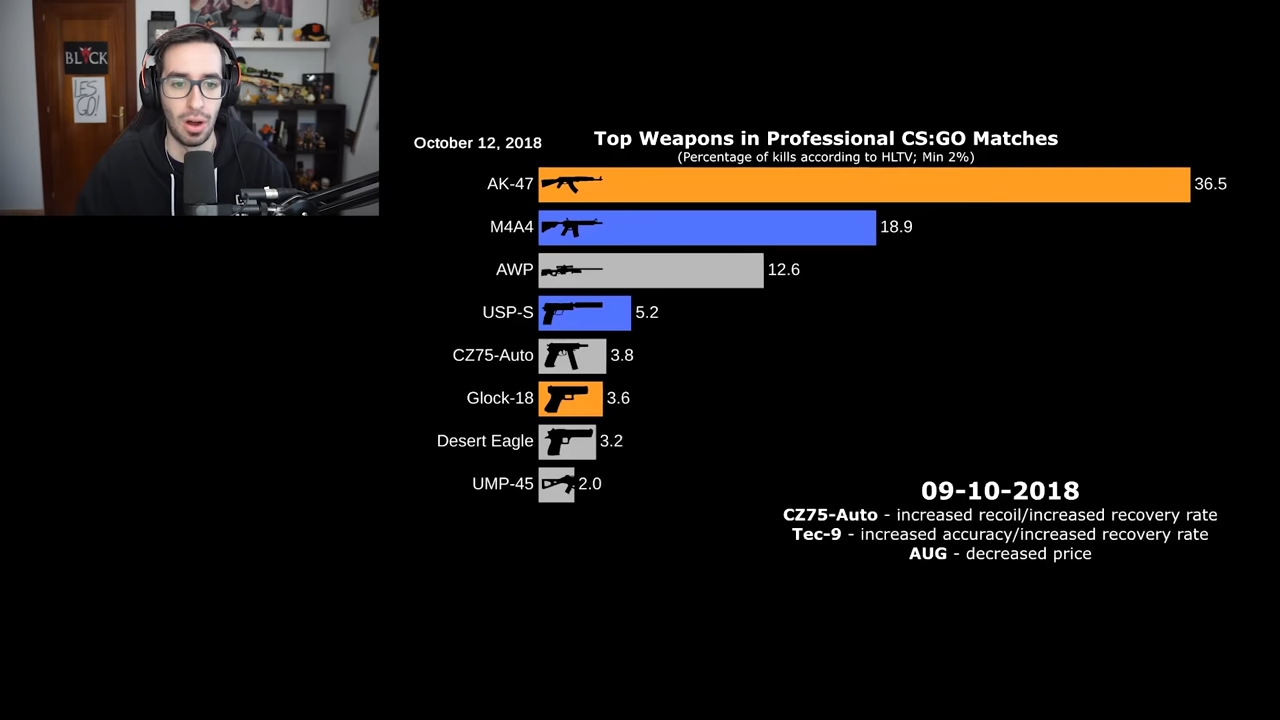 BLACK
LES
GO!
October 12, 2018
Top Weapons in Professional CS:GO Matches
(Percentage of kills according to HLTV; Min 2%)
AK-47 36.5
M4A4 18.9
AWP 12.6
USP-S 5.2
CZ75-Auto 3.8
Glock-18 3.6
Desert Eagle 3.2
UMP-45 2.0
09-10-2018
CZ75-Auto - increased recoil/increased recovery rate
Tec-9 - increased accuracy/increased recovery rate
AUG - decreased price